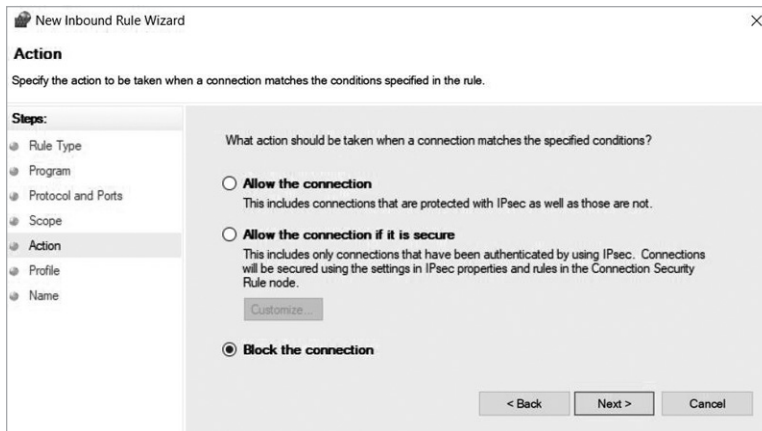 New Inbound Rule Wizard
Action
Specify the action to be taken when a connection matches the conditions specified in the rule.
Steps:
Rule Type
Program
Protocol and Ports
Scope
Action
Profile
Name
What action should be taken when a connection matches the specified conditions?
Allow the connection
This includes connections that are protected with IPsec as well as those are not.
Allow the connection if it is secure
This includes only connections that have been authenticated by using IPsec. Connections
will be secured using the settings in IPsec properties and rules in the Connection Security
Rule node.
Customize...
Block the connection
< Back
Next >
Cancel